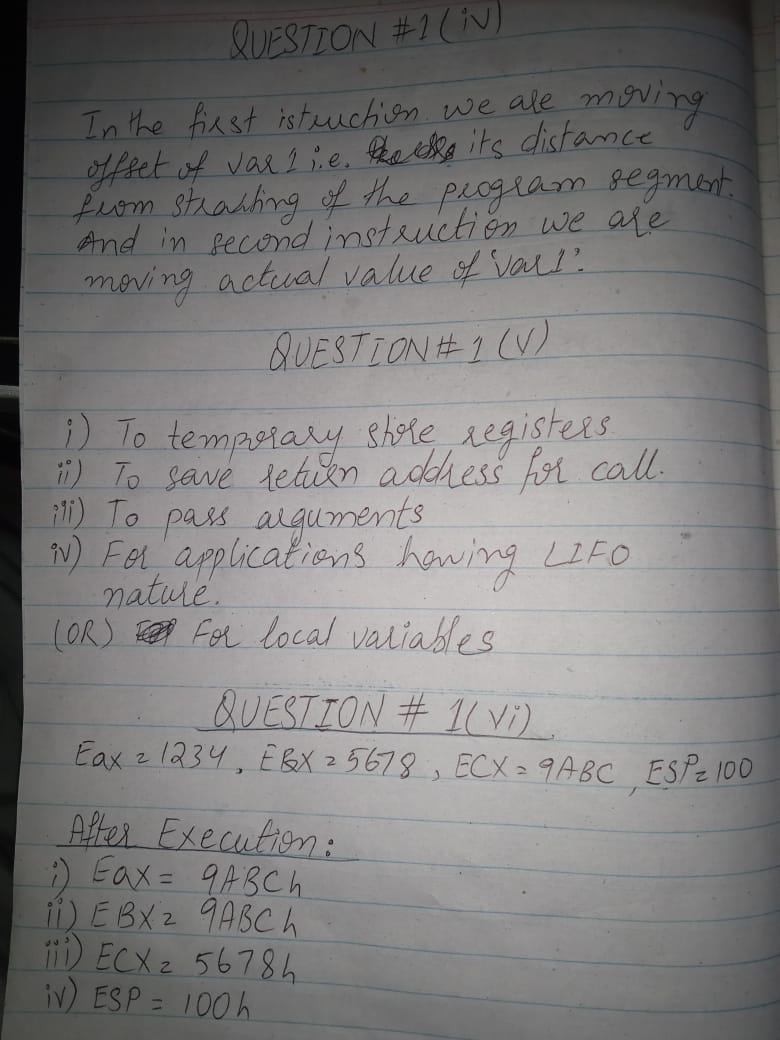 QUESTION #1(iv)
In the first istruction we are moving
offset of var 1 i.e. its distance
from strarting of the program segment.
And in second instruction we are
moving actual value of 'var1'.
QUESTION # 1 (V)
i) To temporary store registers
ii) To save return address for call.
iii) To pass arguments
iv) For applications having LIFO
nature.
(OR) For local variables
QUESTION # 1(Vi)
Eax = 1234, EBX = 5678, ECX = 9ABC, ESP = 100
After Execution:
i) Eax = 9ABCh
ii) EBX = 9ABCh
iii) ECX = 5678h
iv) ESP = 100h